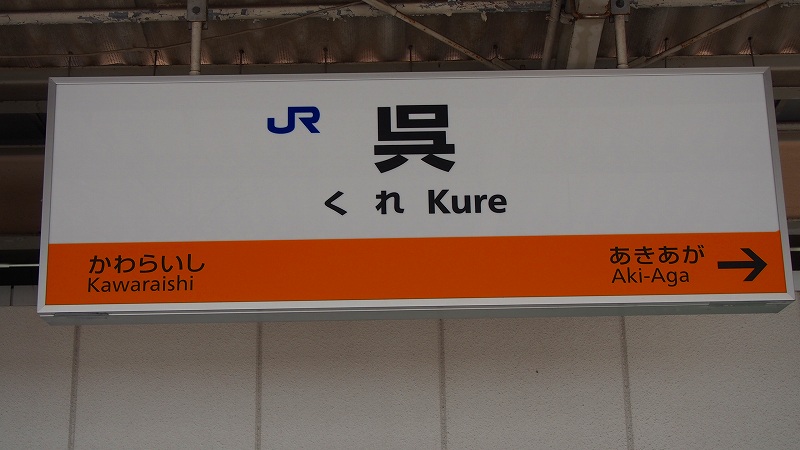 JR 呉
くれ Kure
かわらいし
Kawaraishi
あきあが
Aki-Aga
→